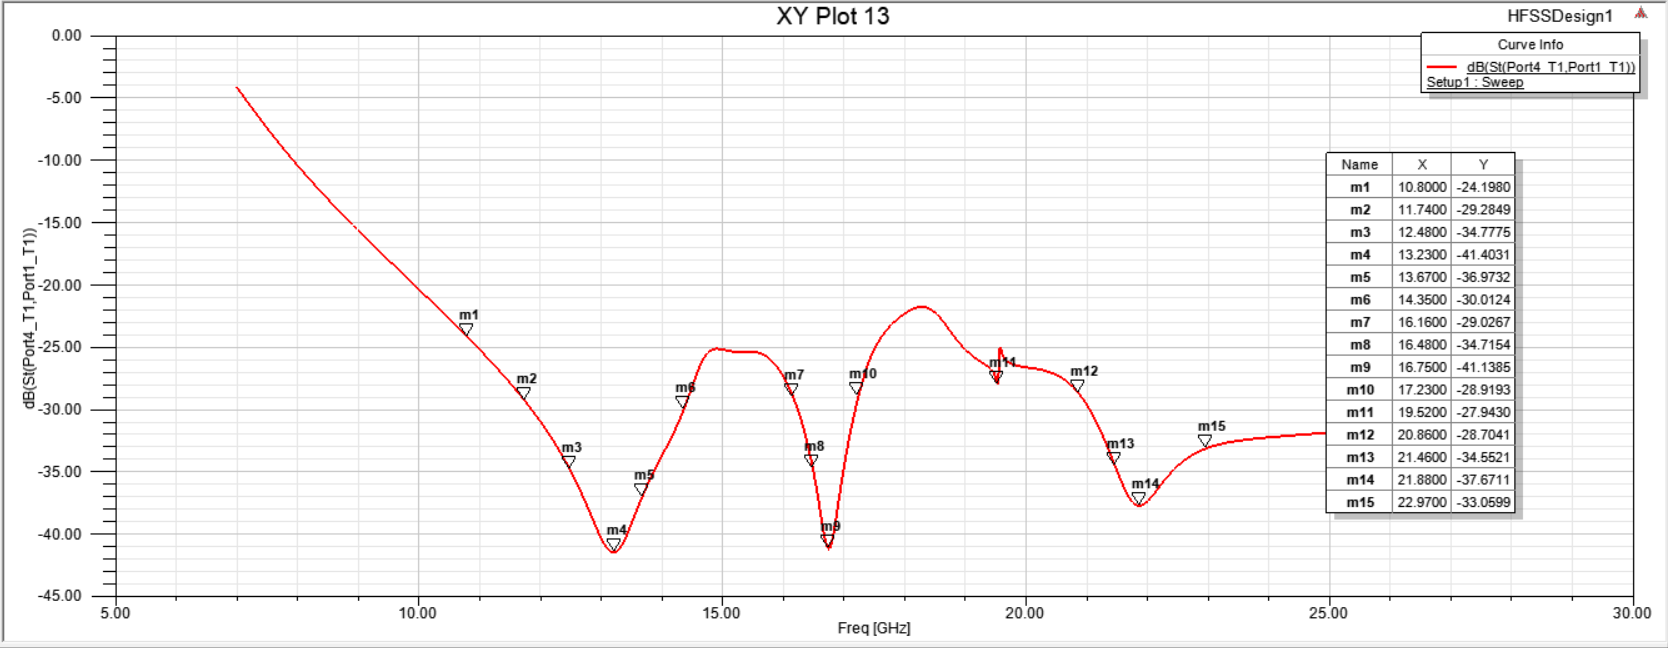 XY Plot 13
HFSSDesign1
Curve Info
dB(St(Port4_T1,Port1_T1))
Setup1 : Sweep
dB(St(Port4_T1,Port1_T1))
0.00
-5.00
-10.00
-15.00
-20.00
-25.00
-30.00
-35.00
-40.00
-45.00
m1
m2
m3
m4
m5
m6
m7
m8
m9
m10
m11
m12
m13
m14
m15
Name X Y
m1 10.8000 -24.1980
m2 11.7400 -29.2849
m3 12.4800 -34.7775
m4 13.2300 -41.4031
m5 13.6700 -36.9732
m6 14.3500 -30.0124
m7 16.1600 -29.0267
m8 16.4800 -34.7154
m9 16.7500 -41.1385
m10 17.2300 -28.9193
m11 19.5200 -27.9430
m12 20.8600 -28.7041
m13 21.4600 -34.5521
m14 21.8800 -37.6711
m15 22.9700 -33.0599
5.00 10.00 15.00 20.00 25.00 30.00
Freq [GHz]